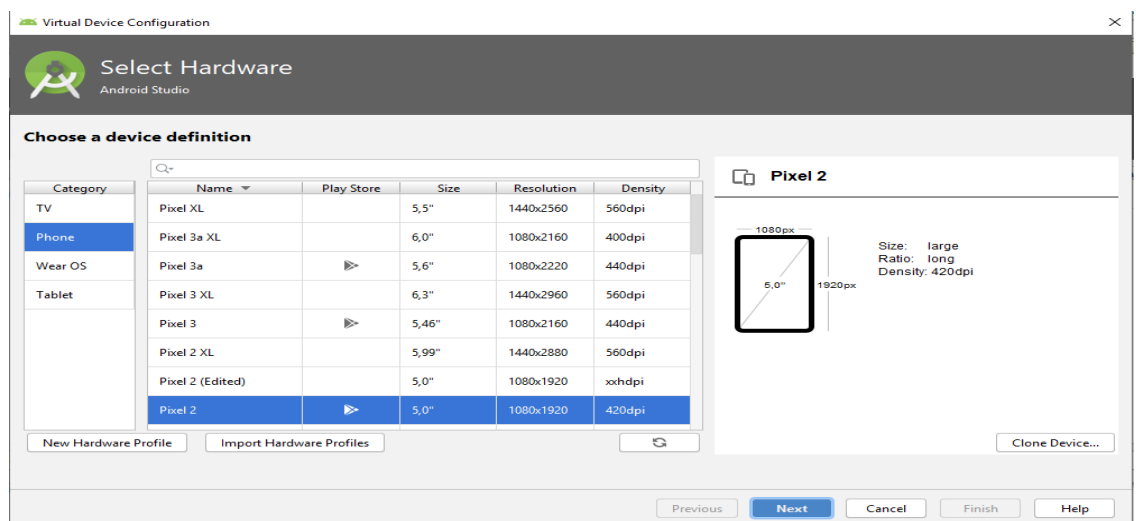 Virtual Device Configuration
Select Hardware
Android Studio
Choose a device definition
Category
TV
Phone
Wear OS
Tablet
Name Play Store Size Resolution Density
Pixel XL 5,5" 1440x2560 560dpi
Pixel 3a XL 6,0" 1080x2160 400dpi
Pixel 3a 5,6" 1080x2220 440dpi
Pixel 3 XL 6,3" 1440x2960 560dpi
Pixel 3 5,46" 1080x2160 440dpi
Pixel 2 XL 5,99" 1440x2880 560dpi
Pixel 2 (Edited) 5,0" 1080x1920 xxhdpi
Pixel 2 5,0" 1080x1920 420dpi
New Hardware Profile Import Hardware Profiles
Pixel 2
1080px
5,0" 1920px
Size: large
Ratio: long
Density: 420dpi
Clone Device...
Previous Next Cancel Finish Help